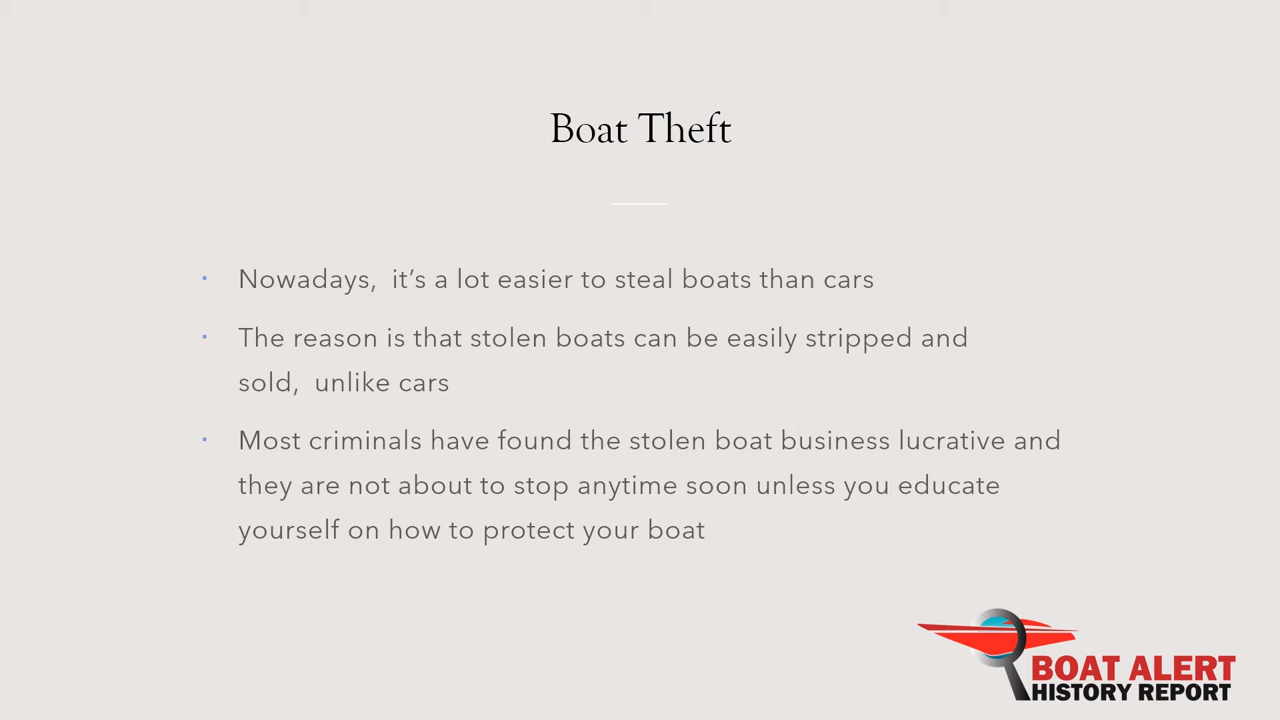 Boat Theft
• Nowadays,  it’s a lot easier to steal boats than cars
• The reason is that stolen boats can be easily stripped and
sold,  unlike cars
• Most criminals have found the stolen boat business lucrative and
they are not about to stop anytime soon unless you educate
yourself on how to protect your boat
BOAT ALERT
HISTORY REPORT